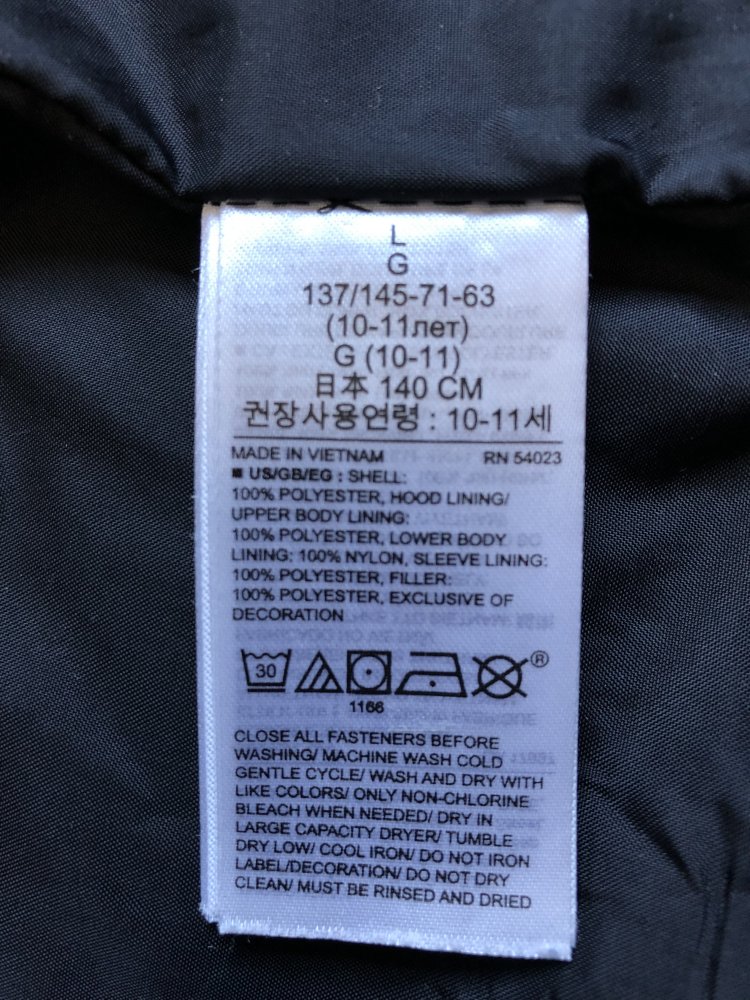 L
G
137/145-71-63
(10-11лет)
G (10-11)
日本 140 CM
권장사용연령 : 10-11세
MADE IN VIETNAM RN 54023
■ US/GB/EG : SHELL:
100% POLYESTER, HOOD LINING/
UPPER BODY LINING:
100% POLYESTER, LOWER BODY
LINING: 100% NYLON, SLEEVE LINING:
100% POLYESTER, FILLER:
100% POLYESTER, EXCLUSIVE OF
DECORATION
30
®
1166
CLOSE ALL FASTENERS BEFORE
WASHING/ MACHINE WASH COLD
GENTLE CYCLE/ WASH AND DRY WITH
LIKE COLORS/ ONLY NON-CHLORINE
BLEACH WHEN NEEDED/ DRY IN
LARGE CAPACITY DRYER/ TUMBLE
DRY LOW/ COOL IRON/ DO NOT IRON
LABEL/DECORATION/ DO NOT DRY
CLEAN/ MUST BE RINSED AND DRIED